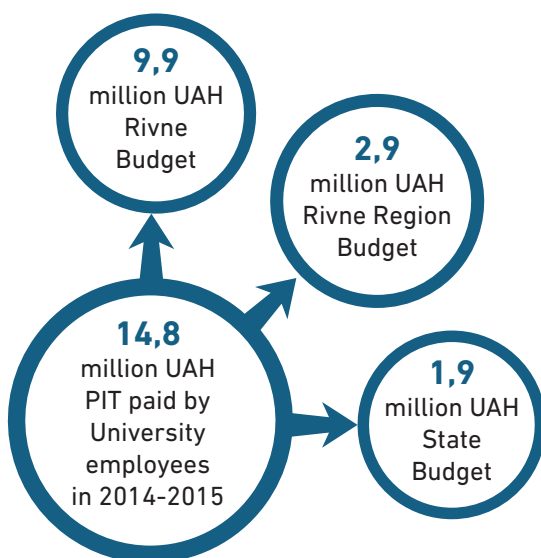 9,9
million UAH
Rivne
Budget
2,9
million UAH
Rivne Region
Budget
14,8
million UAH
PIT paid by
University
employees
in 2014-2015
1,9
million UAH
State
Budget